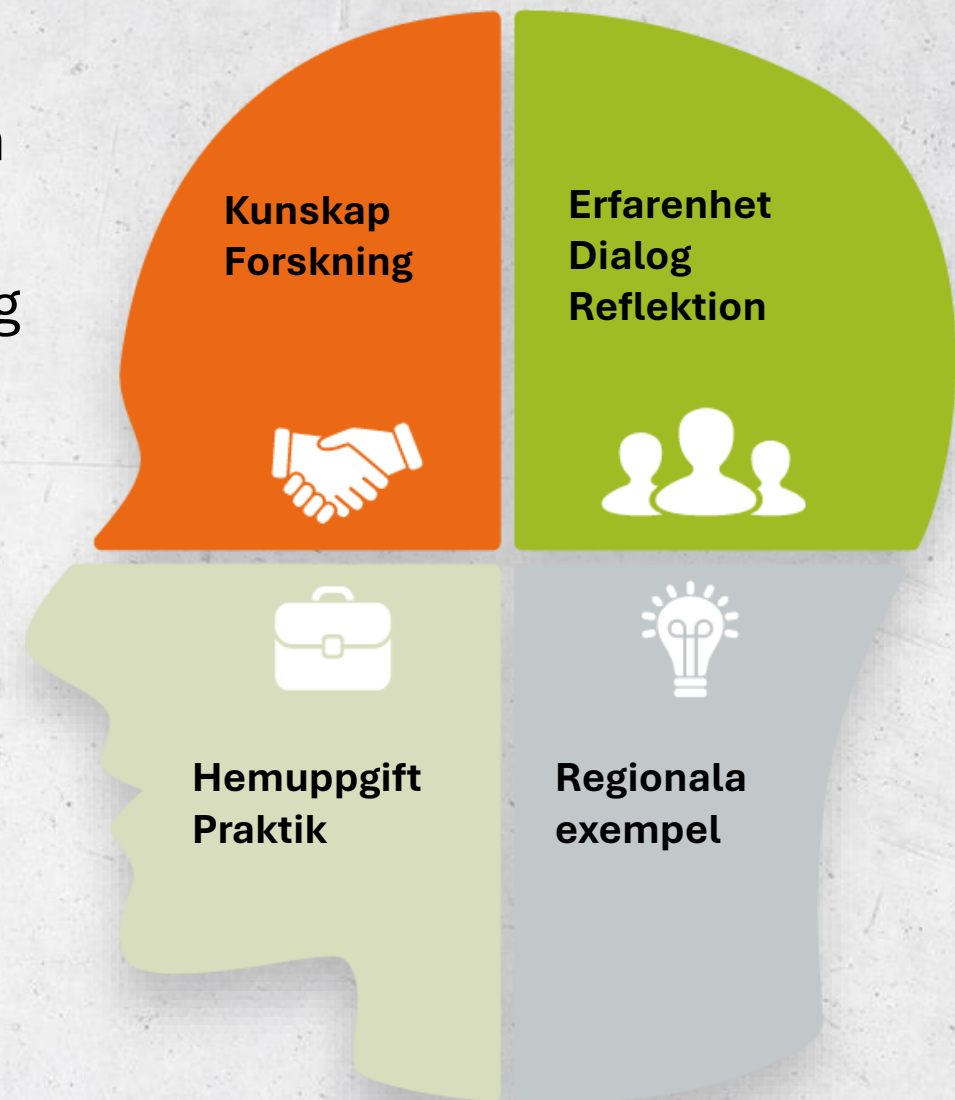 Kunskap
Forskning
Erfarenhet
Dialog
Reflektion
Hemuppgift
Praktik
Regionala
exempel